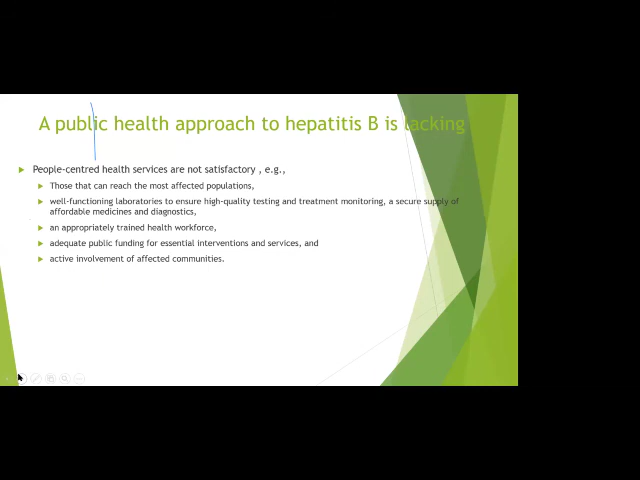 A public health approach to hepatitis B is lacking
People-centred health services are not satisfactory , e.g.,
Those that can reach the most affected populations,
well-functioning laboratories to ensure high-quality testing and treatment monitoring, a secure supply of
affordable medicines and diagnostics,
an appropriately trained health workforce,
adequate public funding for essential interventions and services, and
active involvement of affected communities.